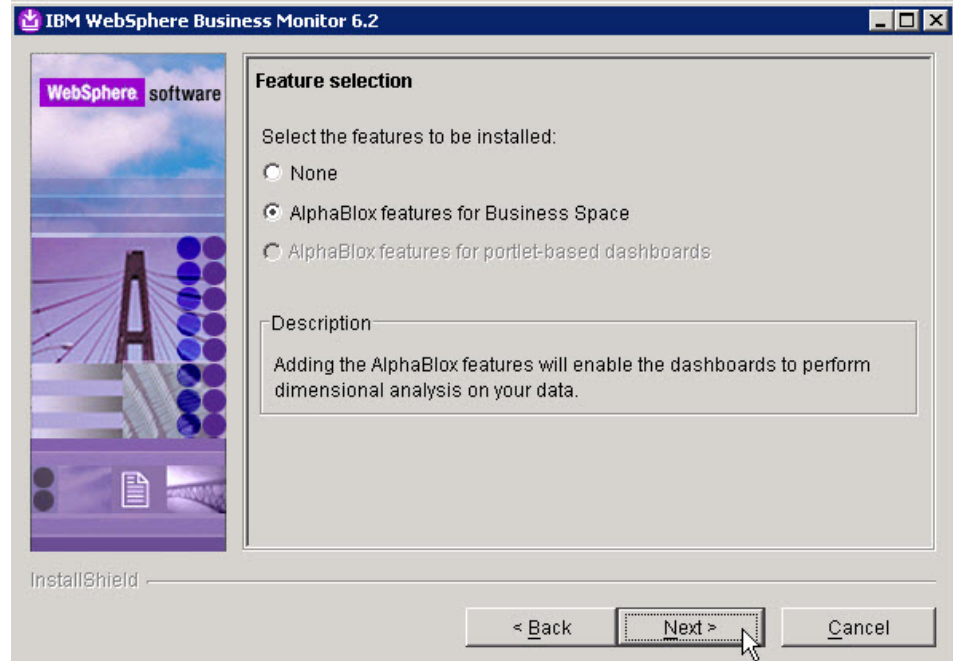 IBM WebSphere Business Monitor 6.2
WebSphere software
Feature selection
Select the features to be installed:
None
AlphaBlox features for Business Space
AlphaBlox features for portlet-based dashboards
Description
Adding the AlphaBlox features will enable the dashboards to perform
dimensional analysis on your data.
InstallShield
< Back
Next >
Cancel